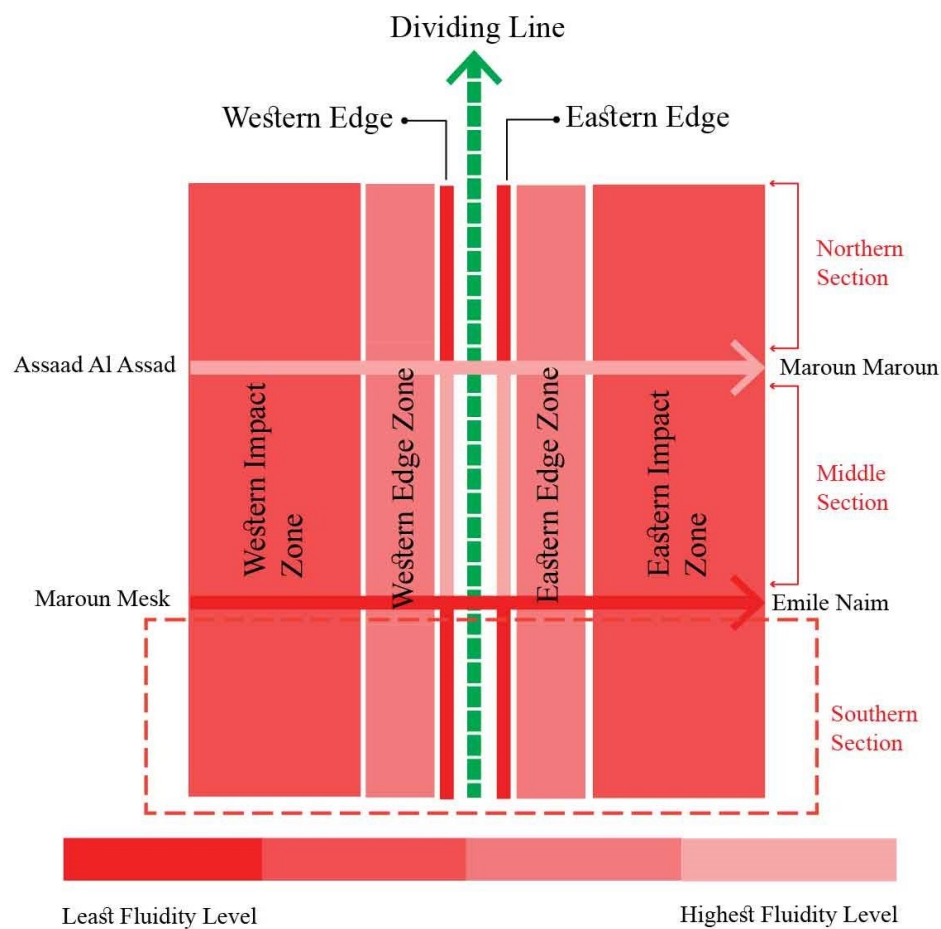 Dividing Line
Western Edge
Eastern Edge
Northern
Section
Assaad Al Assad
Maroun Maroun
Western Impact
Zone
Western Edge Zone
Eastern Edge Zone
Eastern Impact
Zone
Middle
Section
Maroun Mesk
Emile Naim
Southern
Section
Least Fluidity Level
Highest Fluidity Level